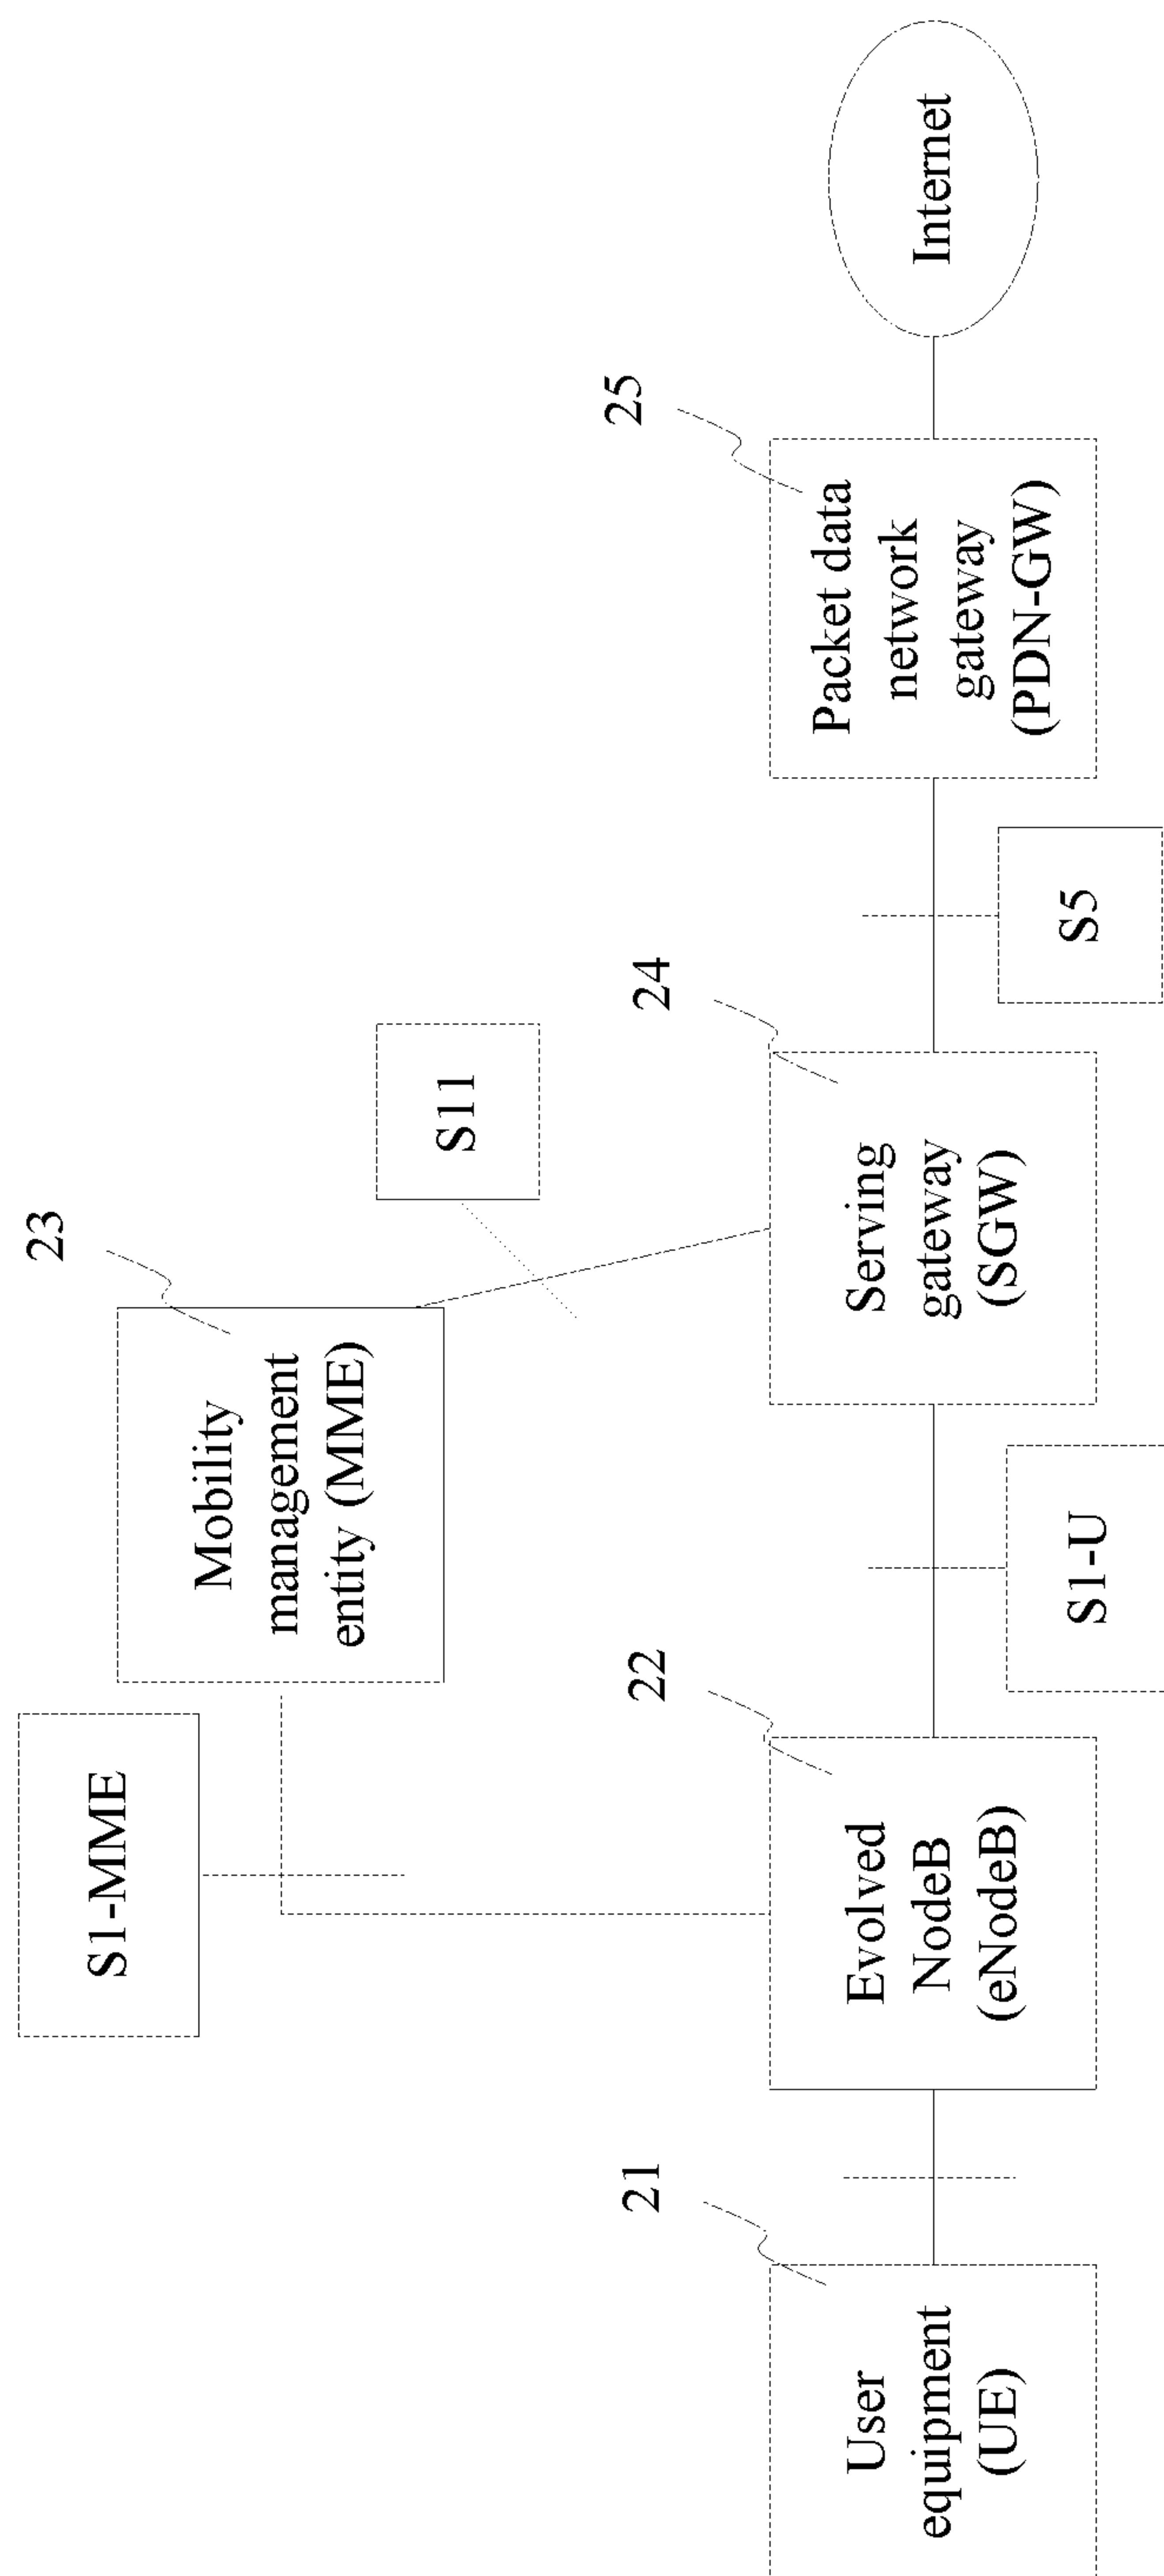 S1-MME
23
Mobility
management
entity (MME)
S11
21
22
24
25
User
equipment
(UE)
Evolved
NodeB
(eNodeB)
Serving
gateway
(SGW)
Packet data
network
gateway
(PDN-GW)
Internet
S1-U
S5